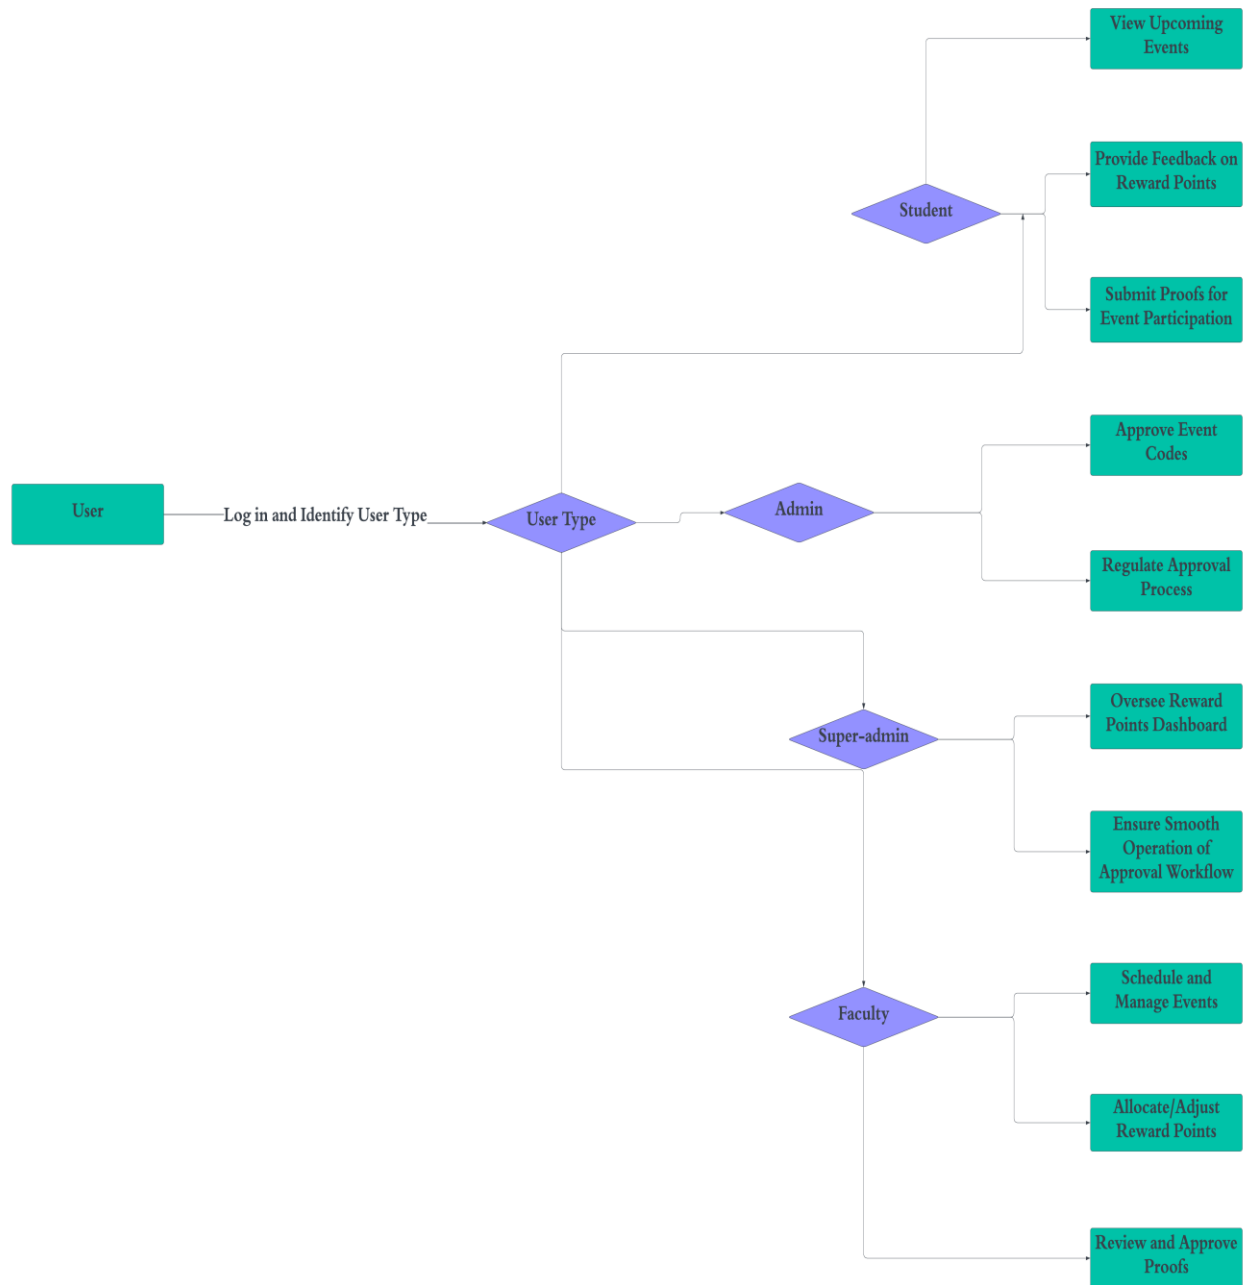 View Upcoming
Events
Provide Feedback on
Reward Points
Student
Submit Proofs for
Event Participation
Approve Event
Codes
User
Log in and Identify User Type
User Type
Admin
Regulate Approval
Process
Oversee Reward
Points Dashboard
Super-admin
Ensure Smooth
Operation of
Approval Workflow
Schedule and
Manage Events
Faculty
Allocate/Adjust
Reward Points
Review and Approve
Proofs